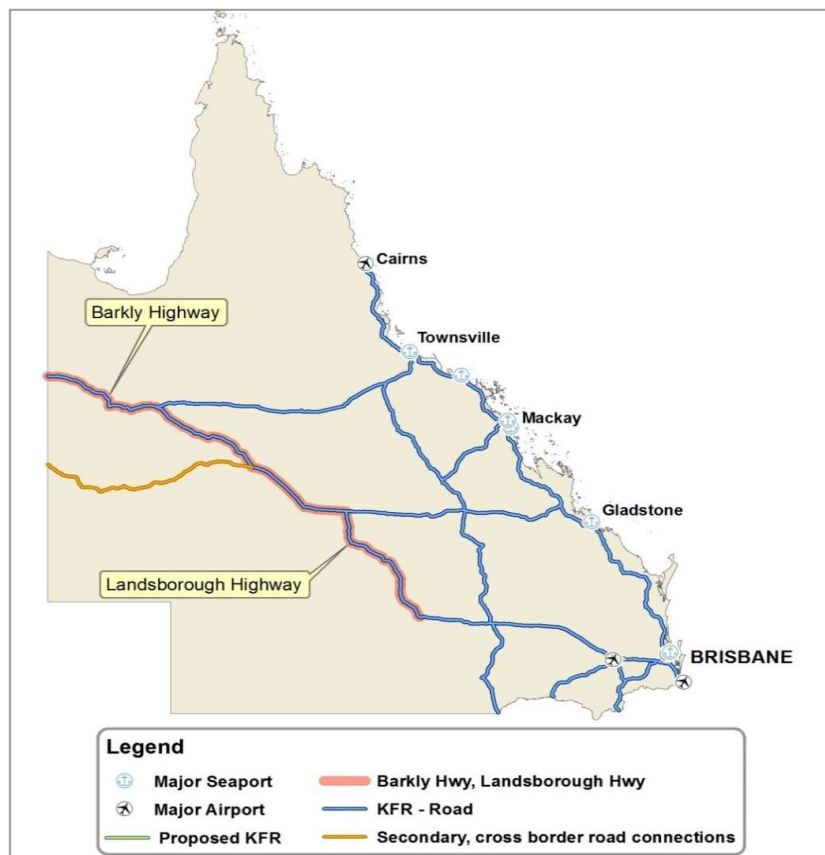 Cairns
Barkly Highway
Townsville
Mackay
Gladstone
Landsborough Highway
BRISBANE
Legend
Major Seaport
Barkly Hwy, Landsborough Hwy
Major Airport
KFR - Road
Proposed KFR
Secondary, cross border road connections